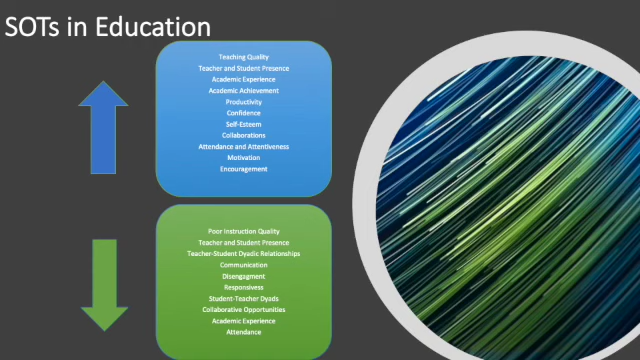 SOTs in Education
Teaching Quality
Teacher and Student Presence
Academic Experience
Academic Achievement
Productivity
Confidence
Self-Esteem
Collaborations
Attendance and Attentiveness
Motivation
Encouragement
Poor Instruction Quality
Teacher and Student Presence
Teacher-Student Dyadic Relationships
Communication
Disengagment
Responsivess
Student-Teacher Dyads
Collaborative Opportunities
Academic Experience
Attendance